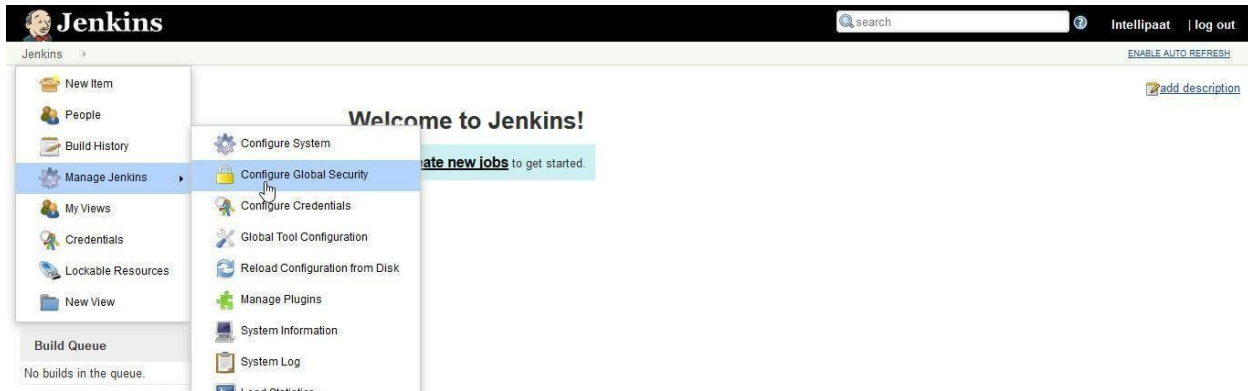 Jenkins
search
Intellipaat | log out
Jenkins
ENABLE AUTO REFRESH
New Item
People
Build History
Manage Jenkins
My Views
Credentials
Lockable Resources
New View
Build Queue
No builds in the queue.
Configure System
Configure Global Security
Configure Credentials
Global Tool Configuration
Reload Configuration from Disk
Manage Plugins
System Information
System Log
add description
Welcome to Jenkins!
ate new jobs to get started.